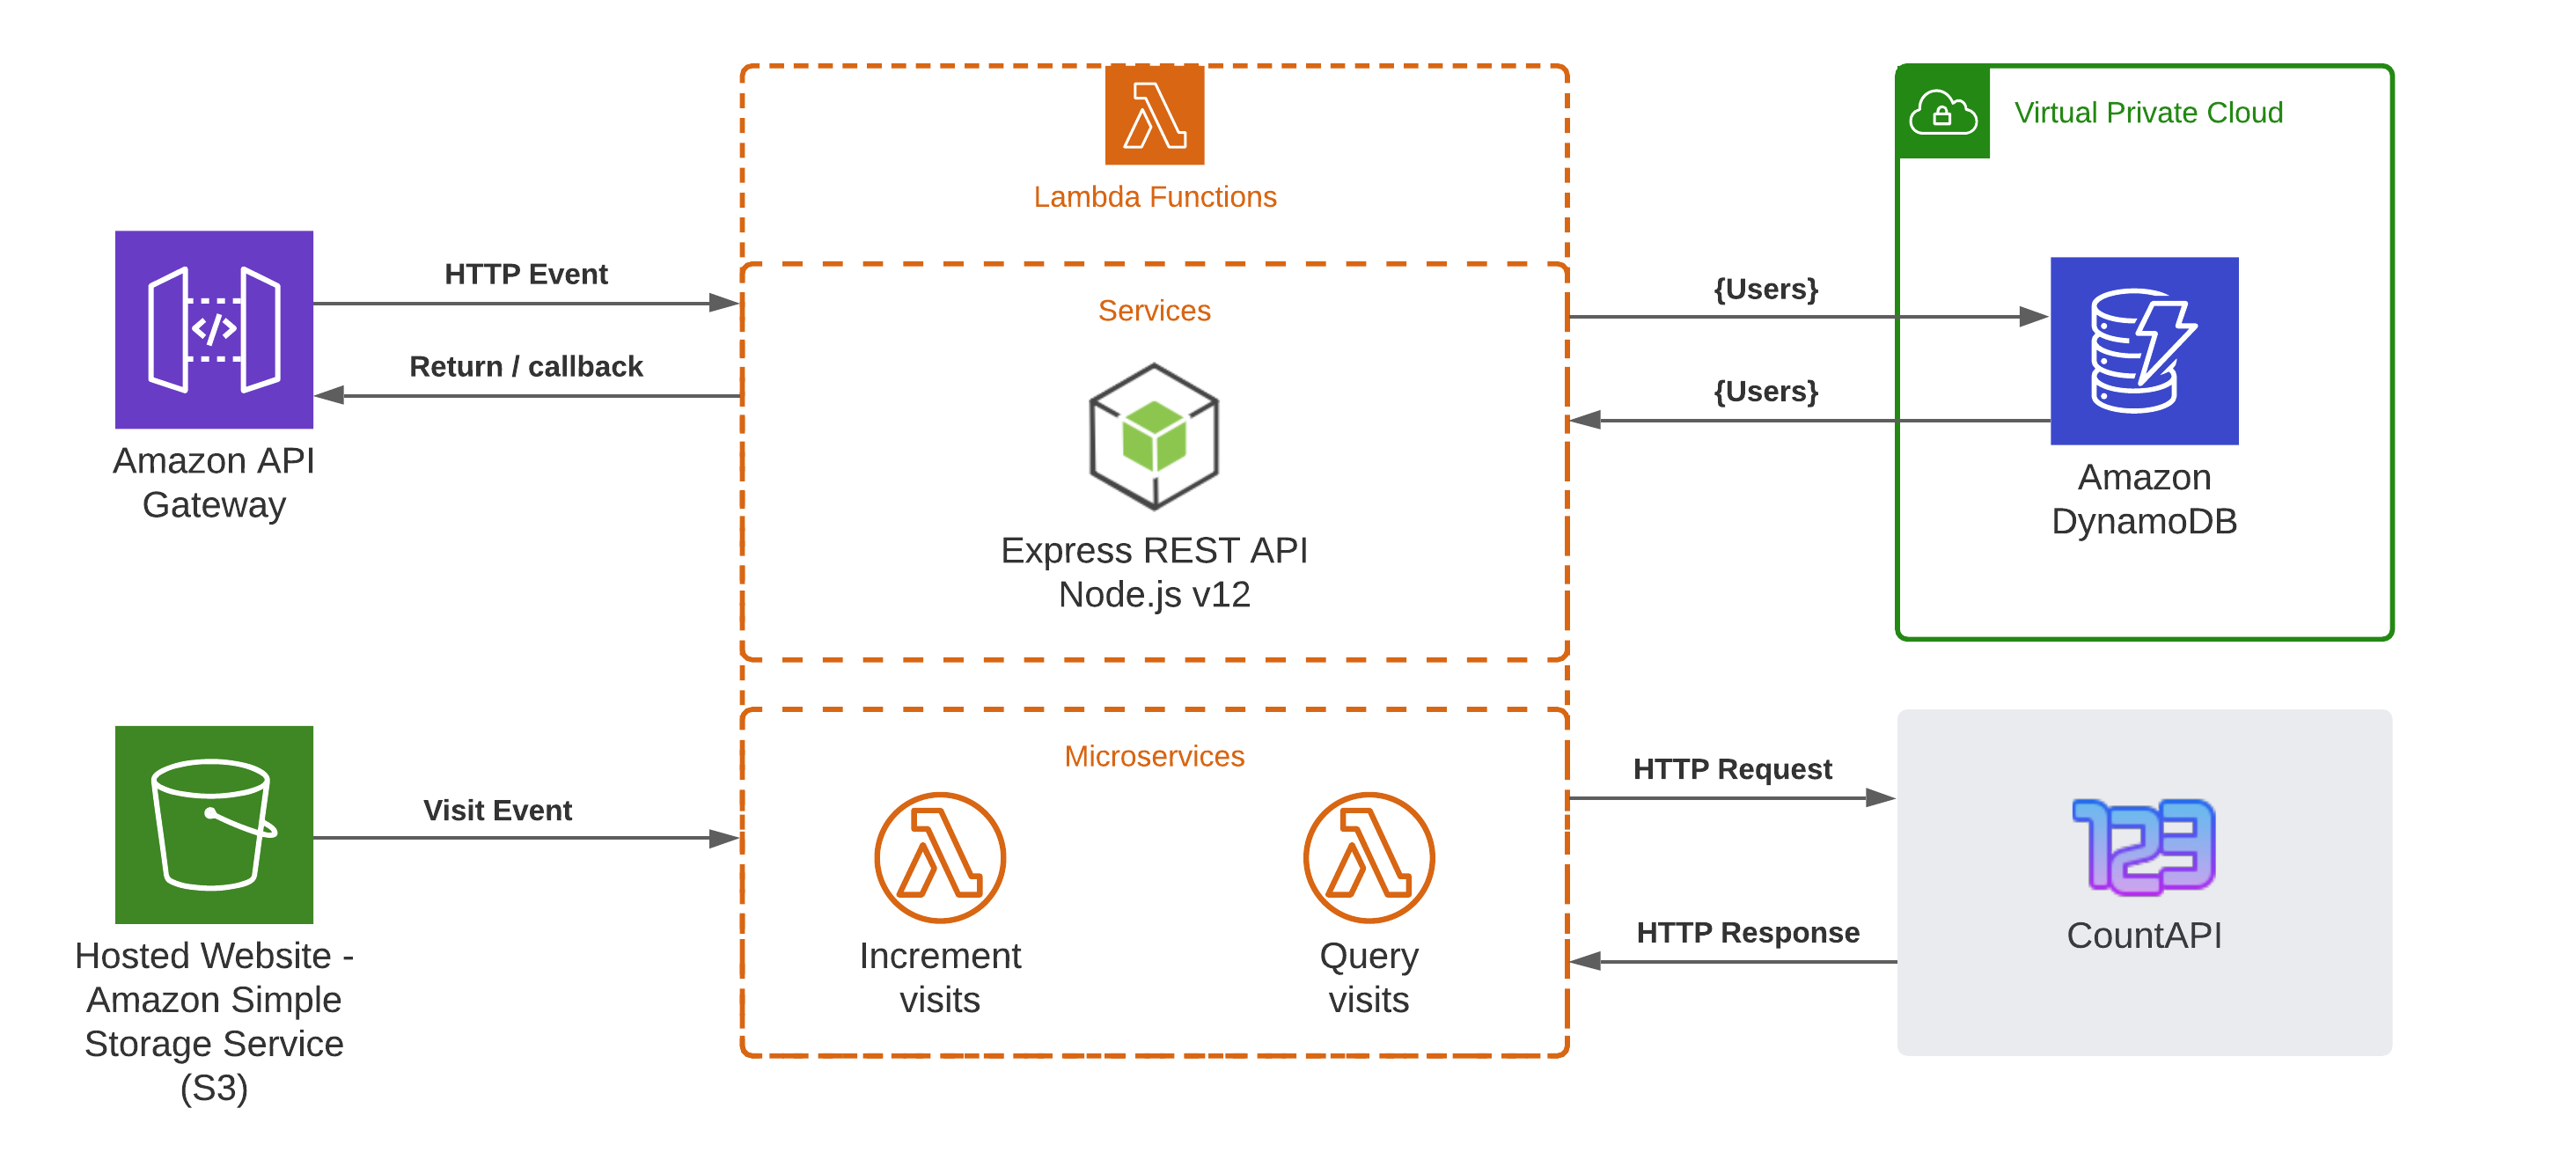 Lambda Functions
Virtual Private Cloud
HTTP Event
Return / callback
Amazon API
Gateway
Services
Express REST API
Node.js v12
{Users}
{Users}
Amazon
DynamoDB
Visit Event
Hosted Website -
Amazon Simple
Storage Service
(S3)
Microservices
Increment
visits
Query
visits
HTTP Request
HTTP Response
123
CountAPI